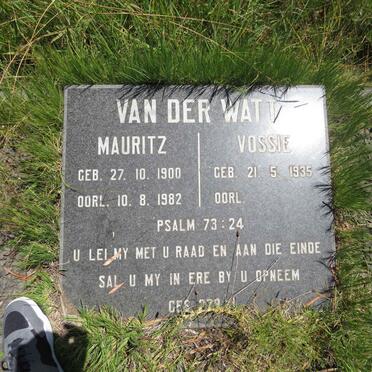 VAN DER WATT
MAURITZ
GEB. 27. 10. 1900
OORL. 10. 8. 1982
VOSSIE
GEB. 21. 5. 1935
OORL.
PSALM 73:24
U LEI MY MET U RAAD EN AAN DIE EINDE
SAL U MY IN ERE BY U OPNEEM
GES.